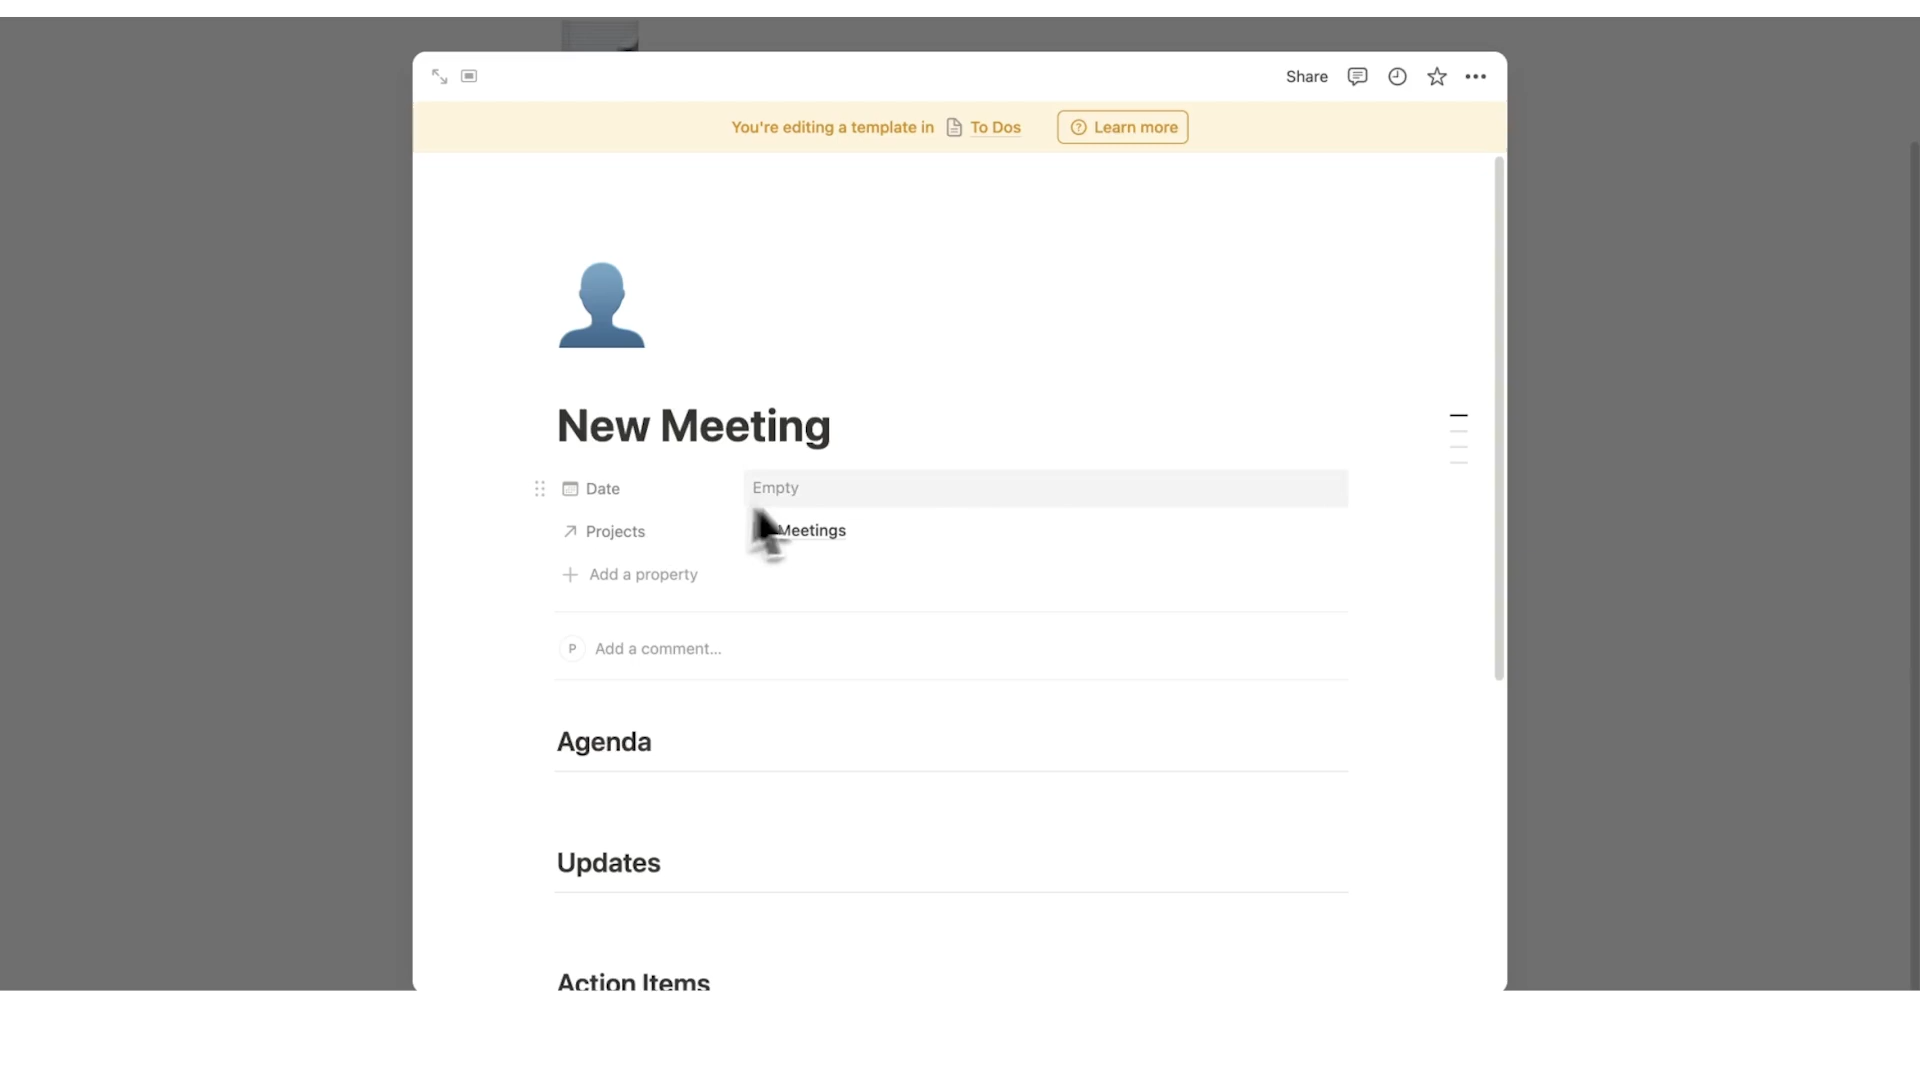 Share
You're editing a template in To Dos Learn more
New Meeting
Date Empty
Projects Meetings
Add a property
P Add a comment...
Agenda
Updates
Action Items